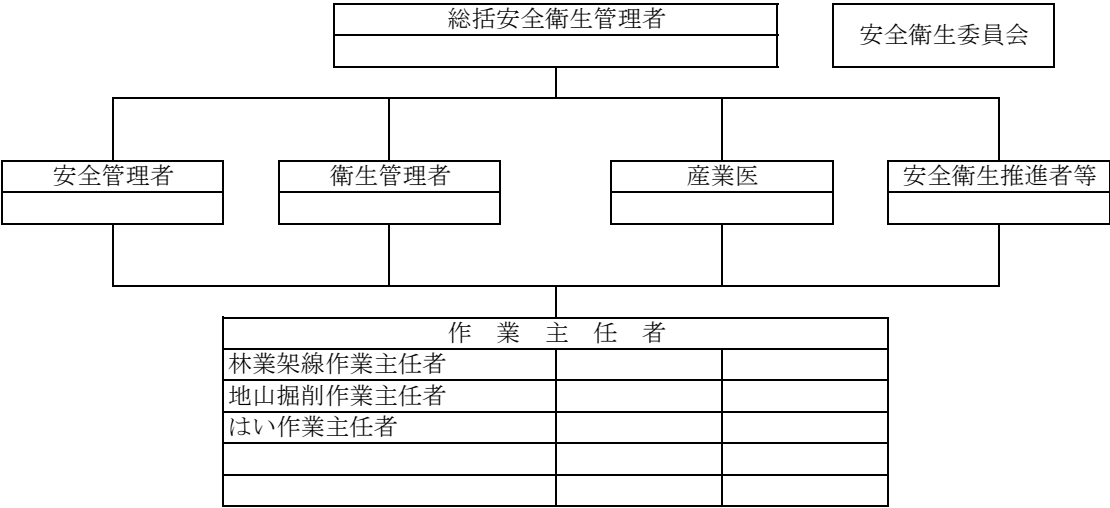 総括安全衛生管理者
安全衛生委員会
安全管理者
衛生管理者
産業医
安全衛生推進者等
作　業　主　任　者
林業架線作業主任者
地山掘削作業主任者
はい作業主任者